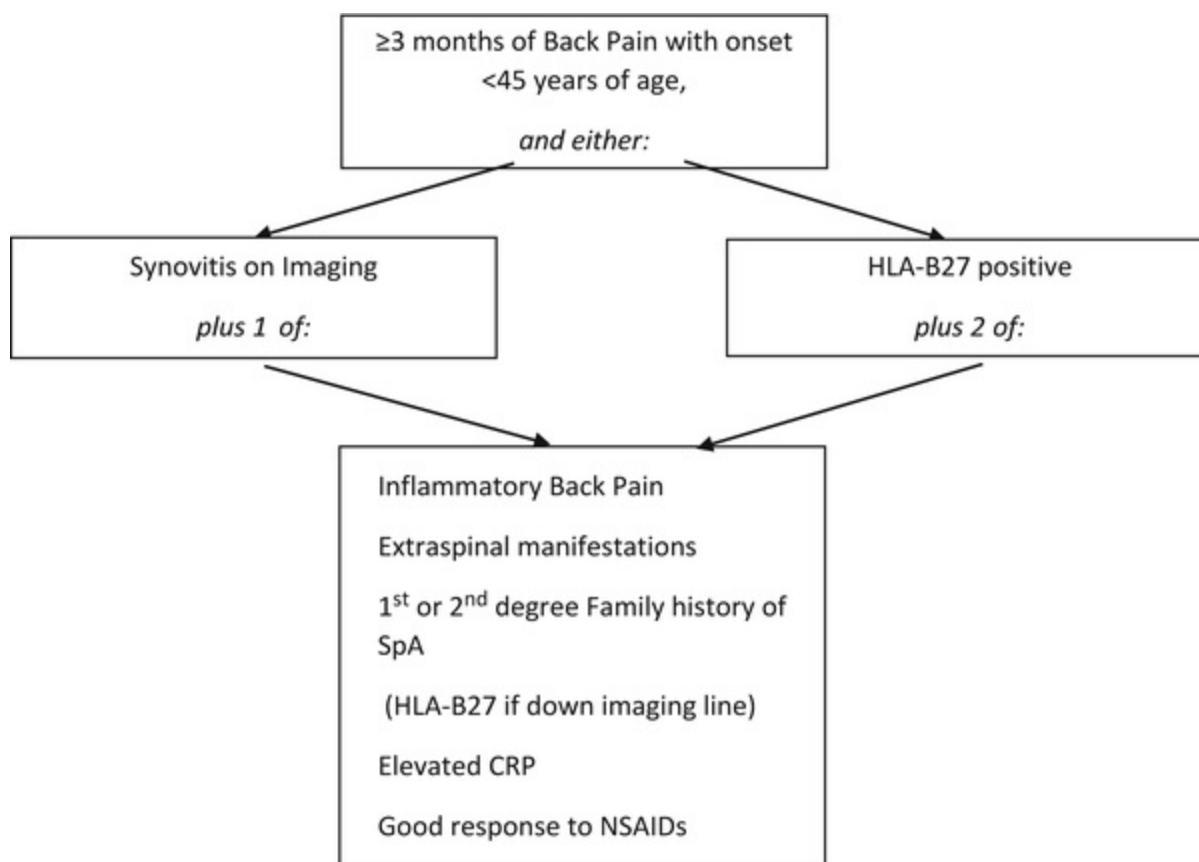 ≥3 months of Back Pain with onset
<45 years of age,
and either:
Synovitis on Imaging
plus 1 of:
HLA-B27 positive
plus 2 of:
Inflammatory Back Pain
Extraspinal manifestations
1st or 2nd degree Family history of
SpA
(HLA-B27 if down imaging line)
Elevated CRP
Good response to NSAIDs